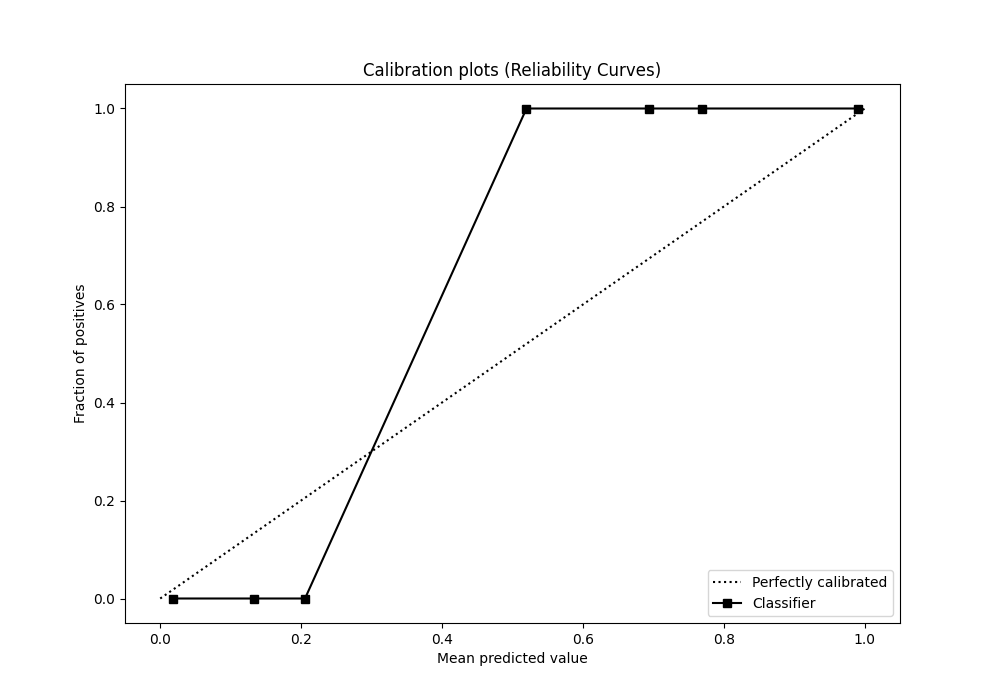 Calibration plots (Reliability Curves)
1.0
0.8
0.6
0.4
0.2
0.0
Fraction of positives
0.0 0.2 0.4 0.6 0.8 1.0
Mean predicted value
Perfectly calibrated
Classifier